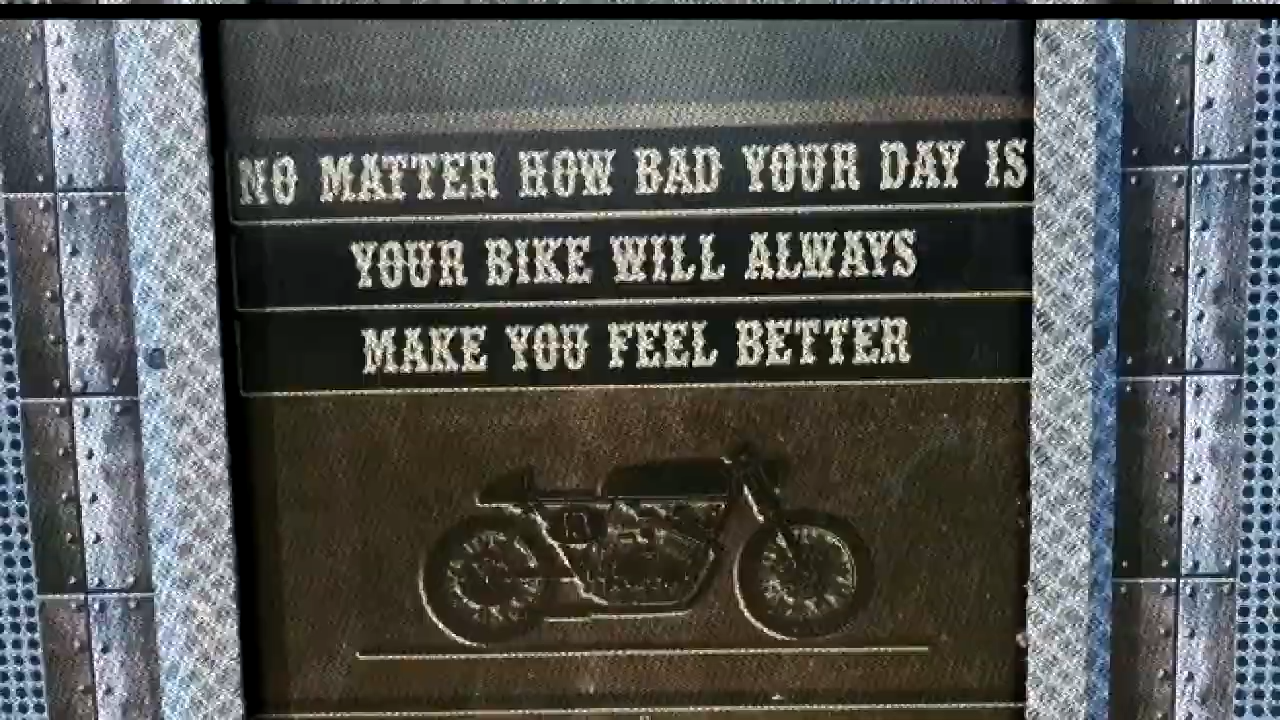 NO MATTER HOW BAD YOUR DAY IS
YOUR BIKE WILL ALWAYS
MAKE YOU FEEL BETTER